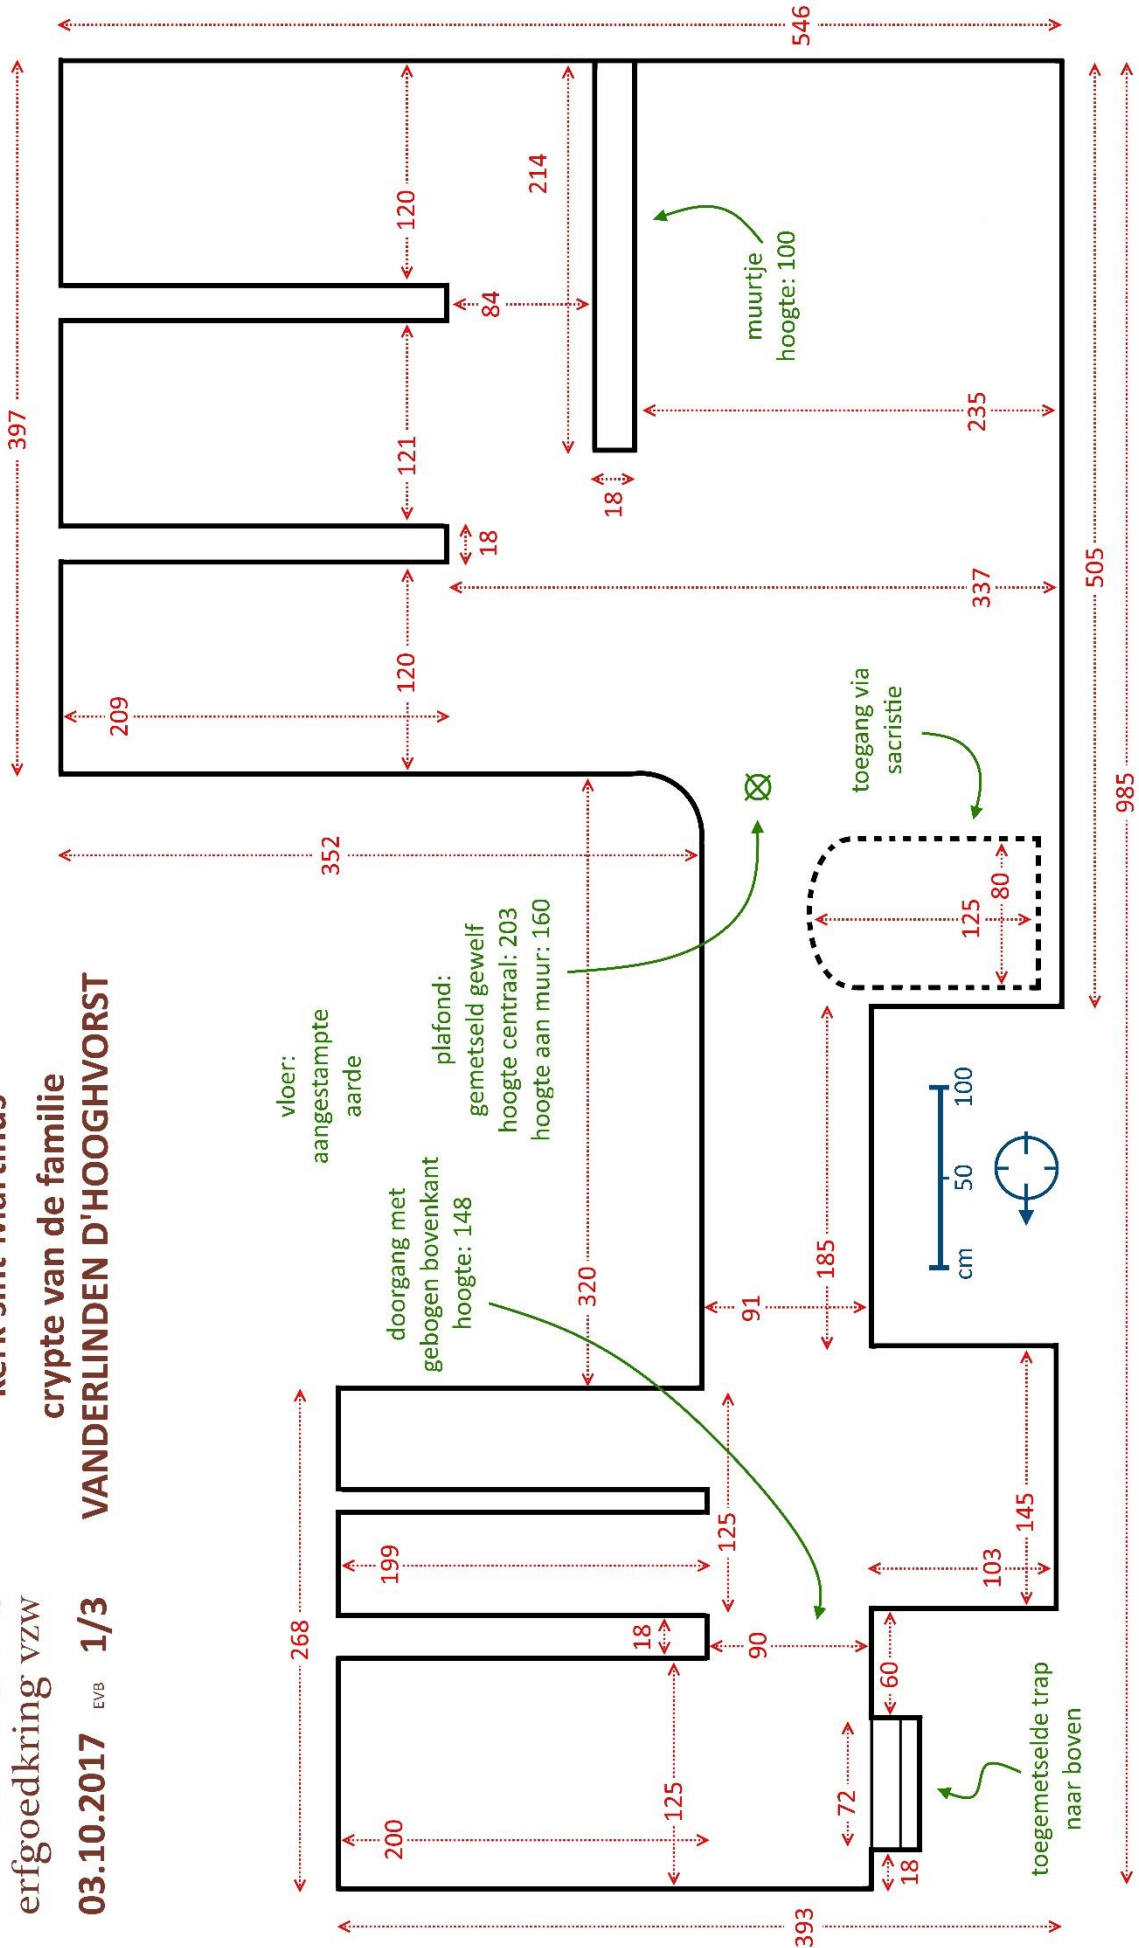 crypte van de familie
VANDERLINDEN D'HOOGHVORST
erfgoedkring vzw
03.10.2017 EVB 1/3
vloer:
aangestampte
aarde
plafond:
gemetseld gewelf
hoogte centraal: 203
hoogte aan muur: 160
doorgang met
gebogen bovenkant
hoogte: 148
muurtje
hoogte: 100
toegang via
sacristie
toegemetselde trap
naar boven
cm
50
100
268
199
18
200
125
125
90
393
72
18
60
103
145
185
91
320
352
397
209
120
18
121
120
84
214
18
337
235
125
80
505
546
985